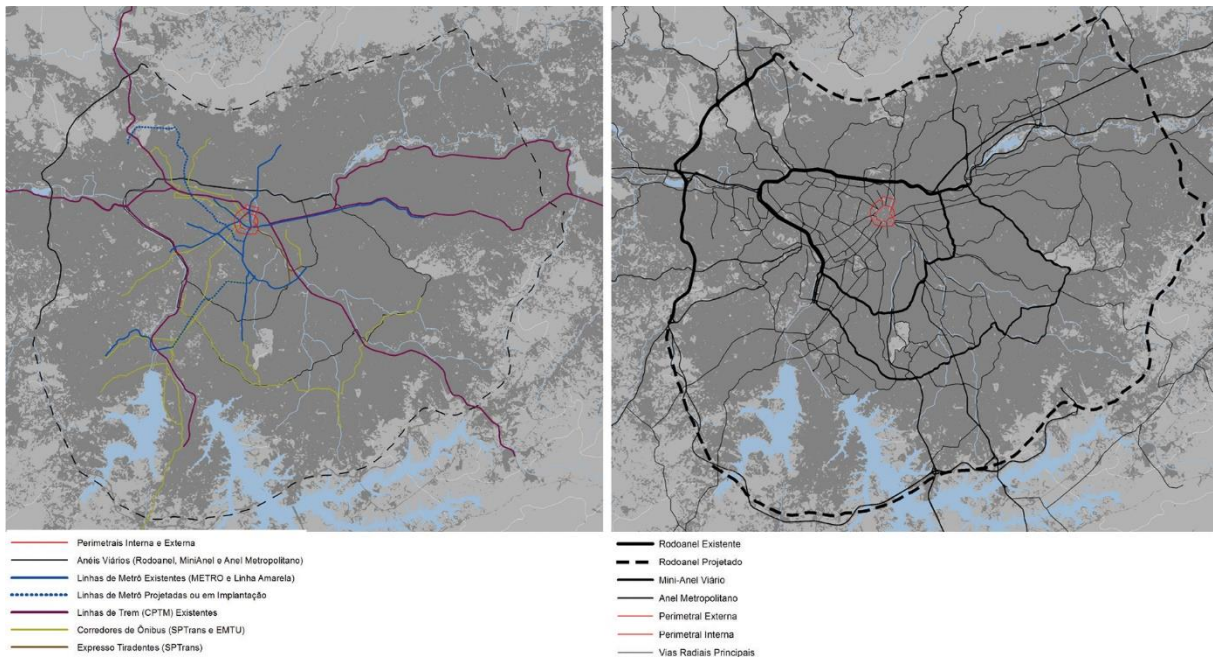 Perimetrais Interna e Externa
Anéis Viários (Rodoanel, MiniAnel e Anel Metropolitano)
Linhas de Metrô Existentes (METRO e Linha Amarela)
Linhas de Metrô Projetadas ou em Implantação
Linhas de Trem (CPTM) Existentes
Corredores de Ônibus (SPTrans e EMTU)
Expresso Tiradentes (SPTrans)
Rodoanel Existente
Rodoanel Projetado
Mini-Anel Viário
Anel Metropolitano
Perimetral Externa
Perimetral Interna
Vias Radiais Principais